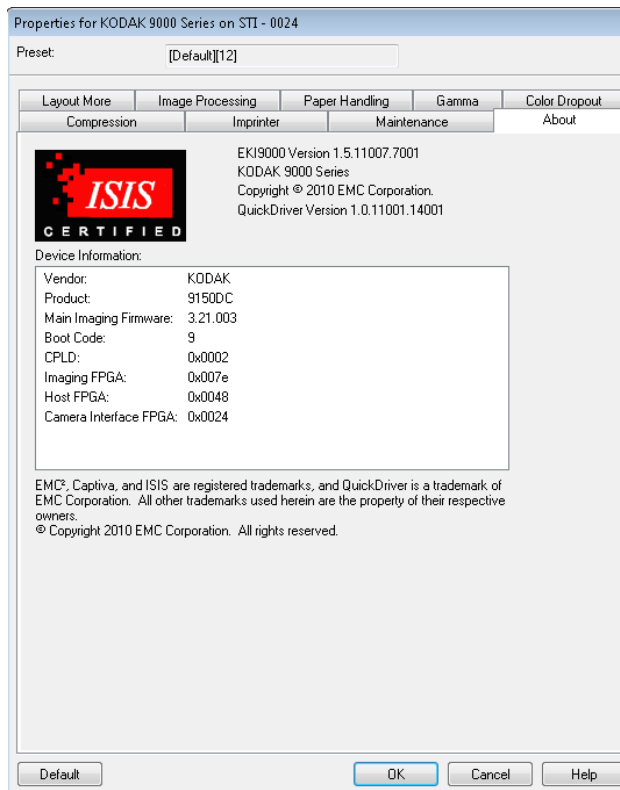 Properties for KODAK 9000 Series on STI - 0024
Preset: [Default][12]
Layout More Image Processing Paper Handling Gamma Color Dropout
Compression Imprinter Maintenance About
ISIS
CERTIFIED
EKI9000 Version 1.5.11007.7001
KODAK 9000 Series
Copyright © 2010 EMC Corporation.
QuickDriver Version 1.0.11001.14001
Device Information:
Vendor: KODAK
Product: 9150DC
Main Imaging Firmware: 3.21.003
Boot Code: 9
CPLD: 0x0002
Imaging FPGA: 0x007e
Host FPGA: 0x0048
Camera Interface FPGA: 0x0024
EMC², Captiva, and ISIS are registered trademarks, and QuickDriver is a trademark of
EMC Corporation. All other trademarks used herein are the property of their respective
owners.
© Copyright 2010 EMC Corporation. All rights reserved.
Default OK Cancel Help